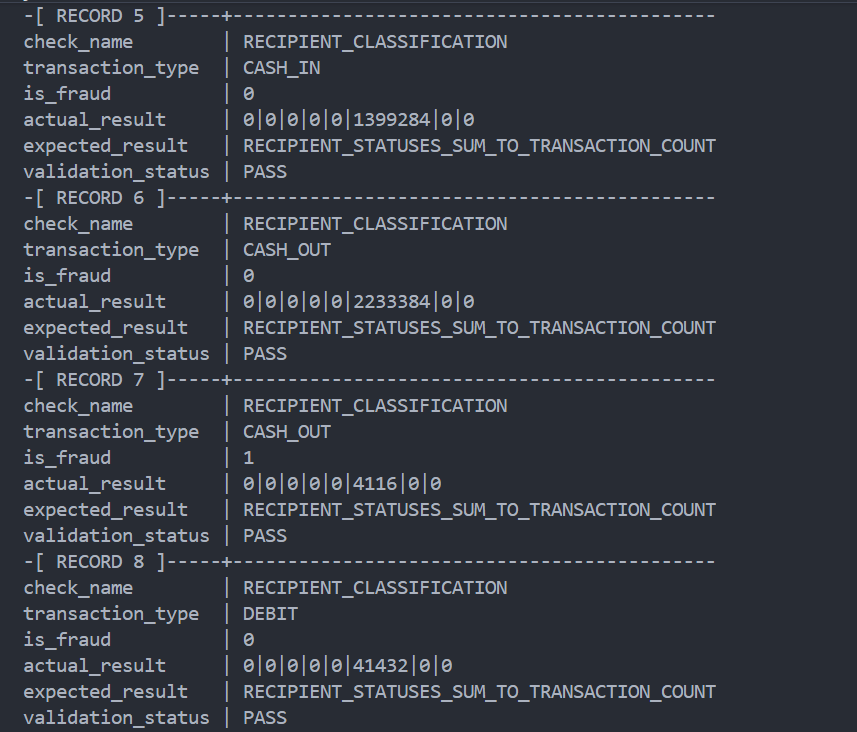 -[ RECORD 5 ]-----+--------------------------------------------
check_name        | RECIPIENT_CLASSIFICATION
transaction_type  | CASH_IN
is_fraud          | 0
actual_result     | 0|0|0|0|0|1399284|0|0
expected_result   | RECIPIENT_STATUSES_SUM_TO_TRANSACTION_COUNT
validation_status | PASS
-[ RECORD 6 ]-----+--------------------------------------------
check_name        | RECIPIENT_CLASSIFICATION
transaction_type  | CASH_OUT
is_fraud          | 0
actual_result     | 0|0|0|0|0|2233384|0|0
expected_result   | RECIPIENT_STATUSES_SUM_TO_TRANSACTION_COUNT
validation_status | PASS
-[ RECORD 7 ]-----+--------------------------------------------
check_name        | RECIPIENT_CLASSIFICATION
transaction_type  | CASH_OUT
is_fraud          | 1
actual_result     | 0|0|0|0|0|4116|0|0
expected_result   | RECIPIENT_STATUSES_SUM_TO_TRANSACTION_COUNT
validation_status | PASS
-[ RECORD 8 ]-----+--------------------------------------------
check_name        | RECIPIENT_CLASSIFICATION
transaction_type  | DEBIT
is_fraud          | 0
actual_result     | 0|0|0|0|0|41432|0|0
expected_result   | RECIPIENT_STATUSES_SUM_TO_TRANSACTION_COUNT
validation_status | PASS